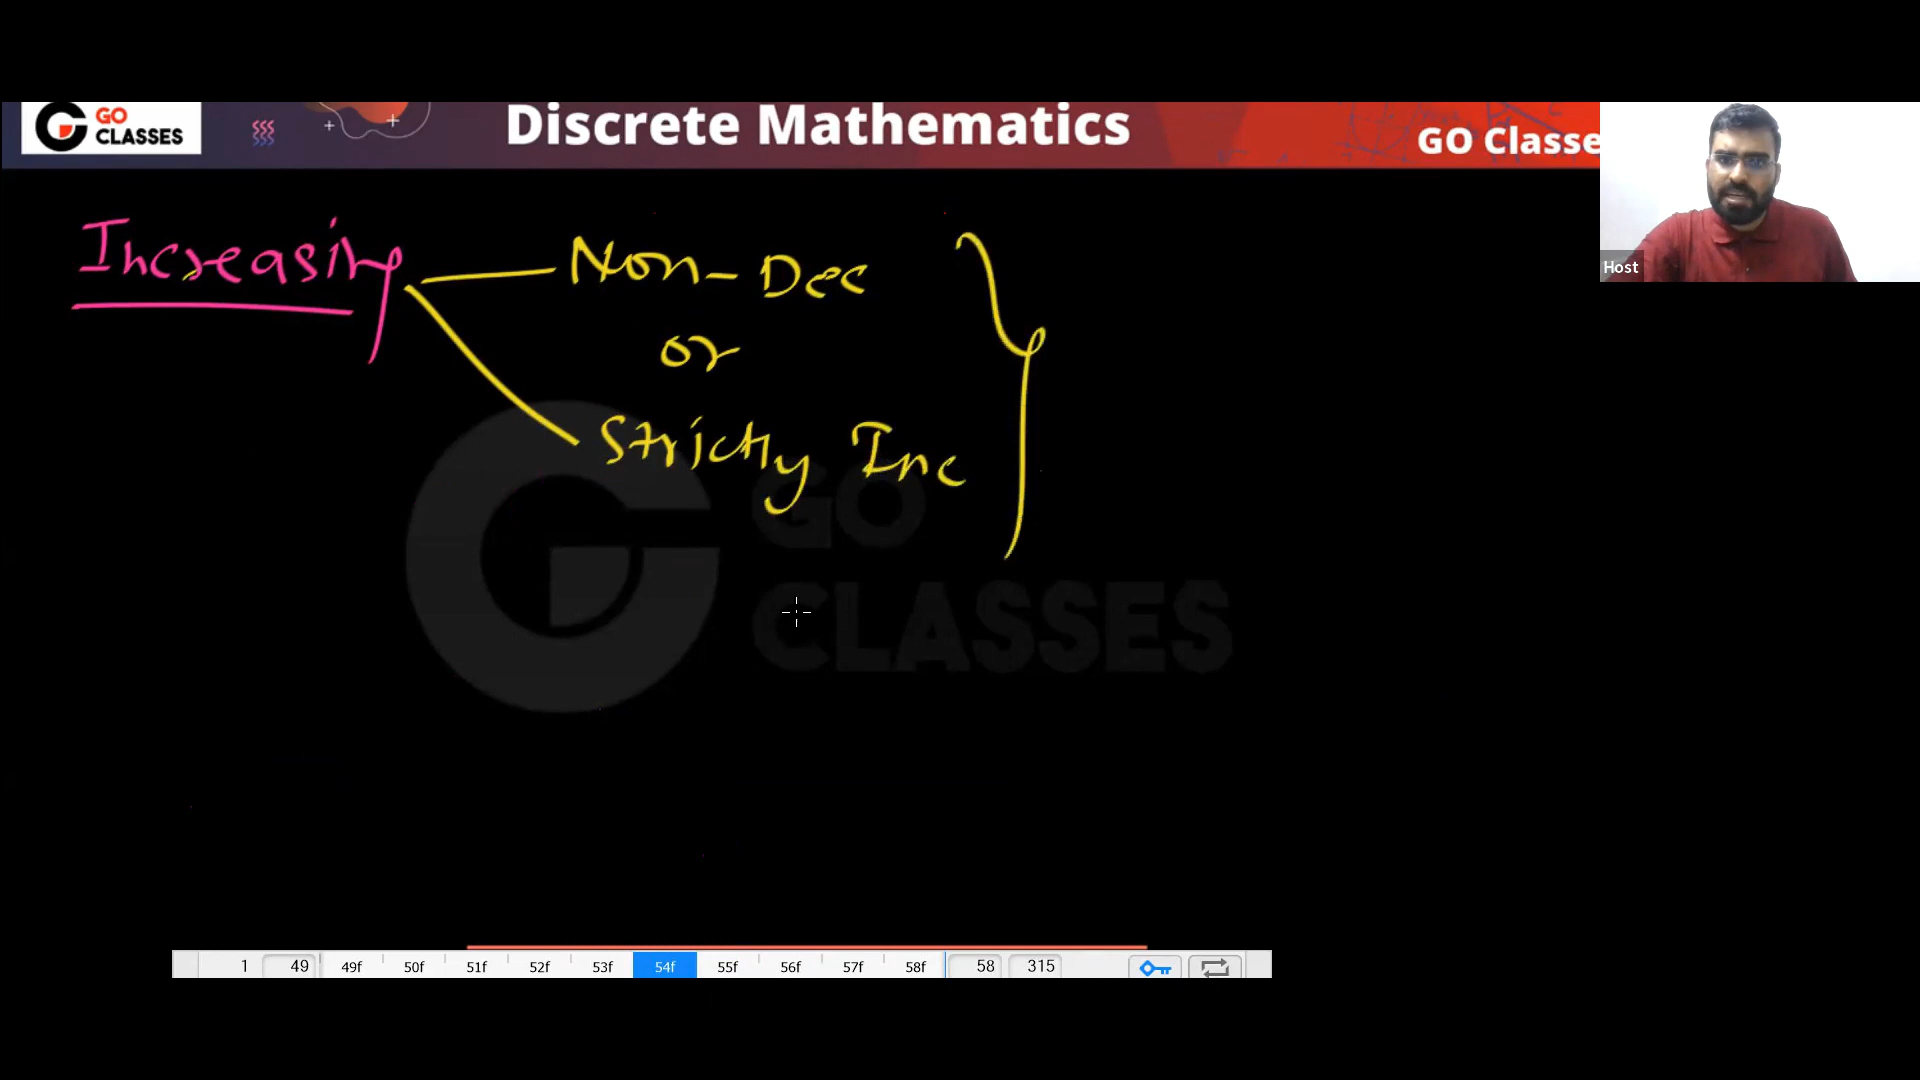 GO
CLASSES
Discrete Mathematics
GO Classe
Host
Increasing
Non-Dec
or
Strictly Inc
GO
CLASSES
1 49 49f 50f 51f 52f 53f 54f 55f 56f 57f 58f 58 315